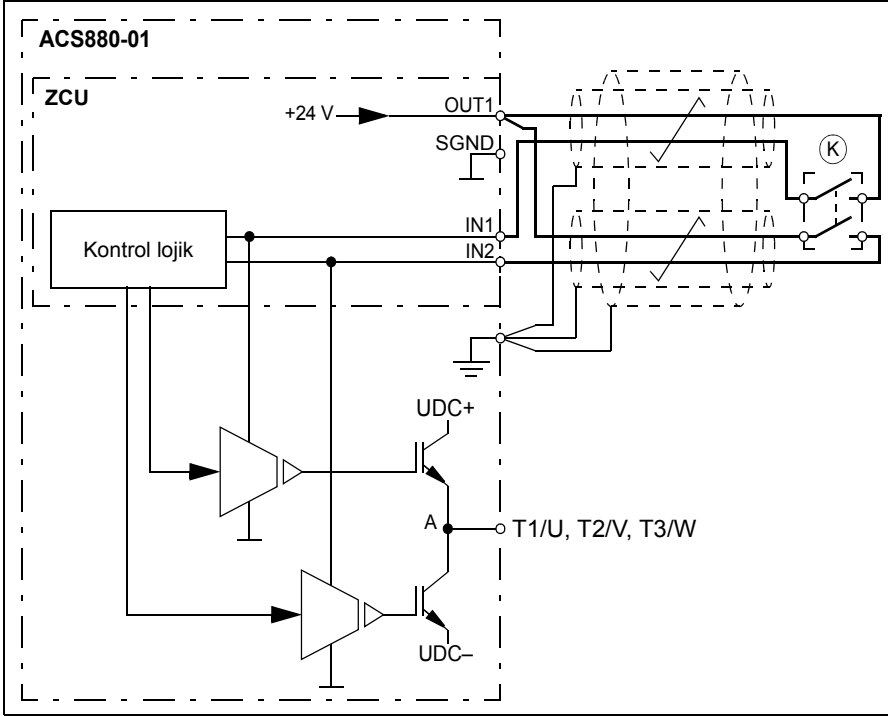 ACS880-01
ZCU
+24 V
OUT1
SGND
K
IN1
Kontrol lojik
IN2
UDC+
A
T1/U, T2/V, T3/W
UDC–